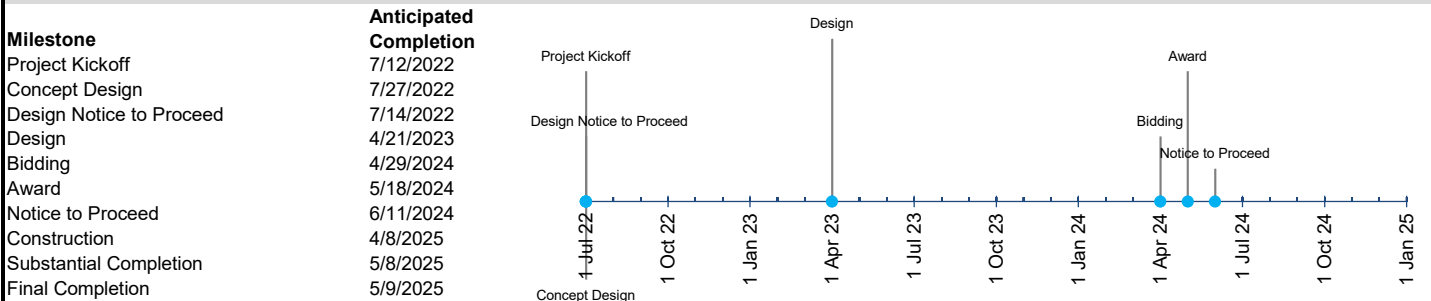 Anticipated
Milestone Completion
Project Kickoff 7/12/2022
Concept Design 7/27/2022
Design Notice to Proceed 7/14/2022
Design 4/21/2023
Bidding 4/29/2024
Award 5/18/2024
Notice to Proceed 6/11/2024
Construction 4/8/2025
Substantial Completion 5/8/2025
Final Completion 5/9/2025
Design
Project Kickoff
Award
Design Notice to Proceed
Bidding
Notice to Proceed
1 Jul 22
1 Oct 22
1 Jan 23
1 Apr 23
1 Jul 23
1 Oct 23
1 Jan 24
1 Apr 24
1 Jul 24
1 Oct 24
1 Jan 25
Concept Design